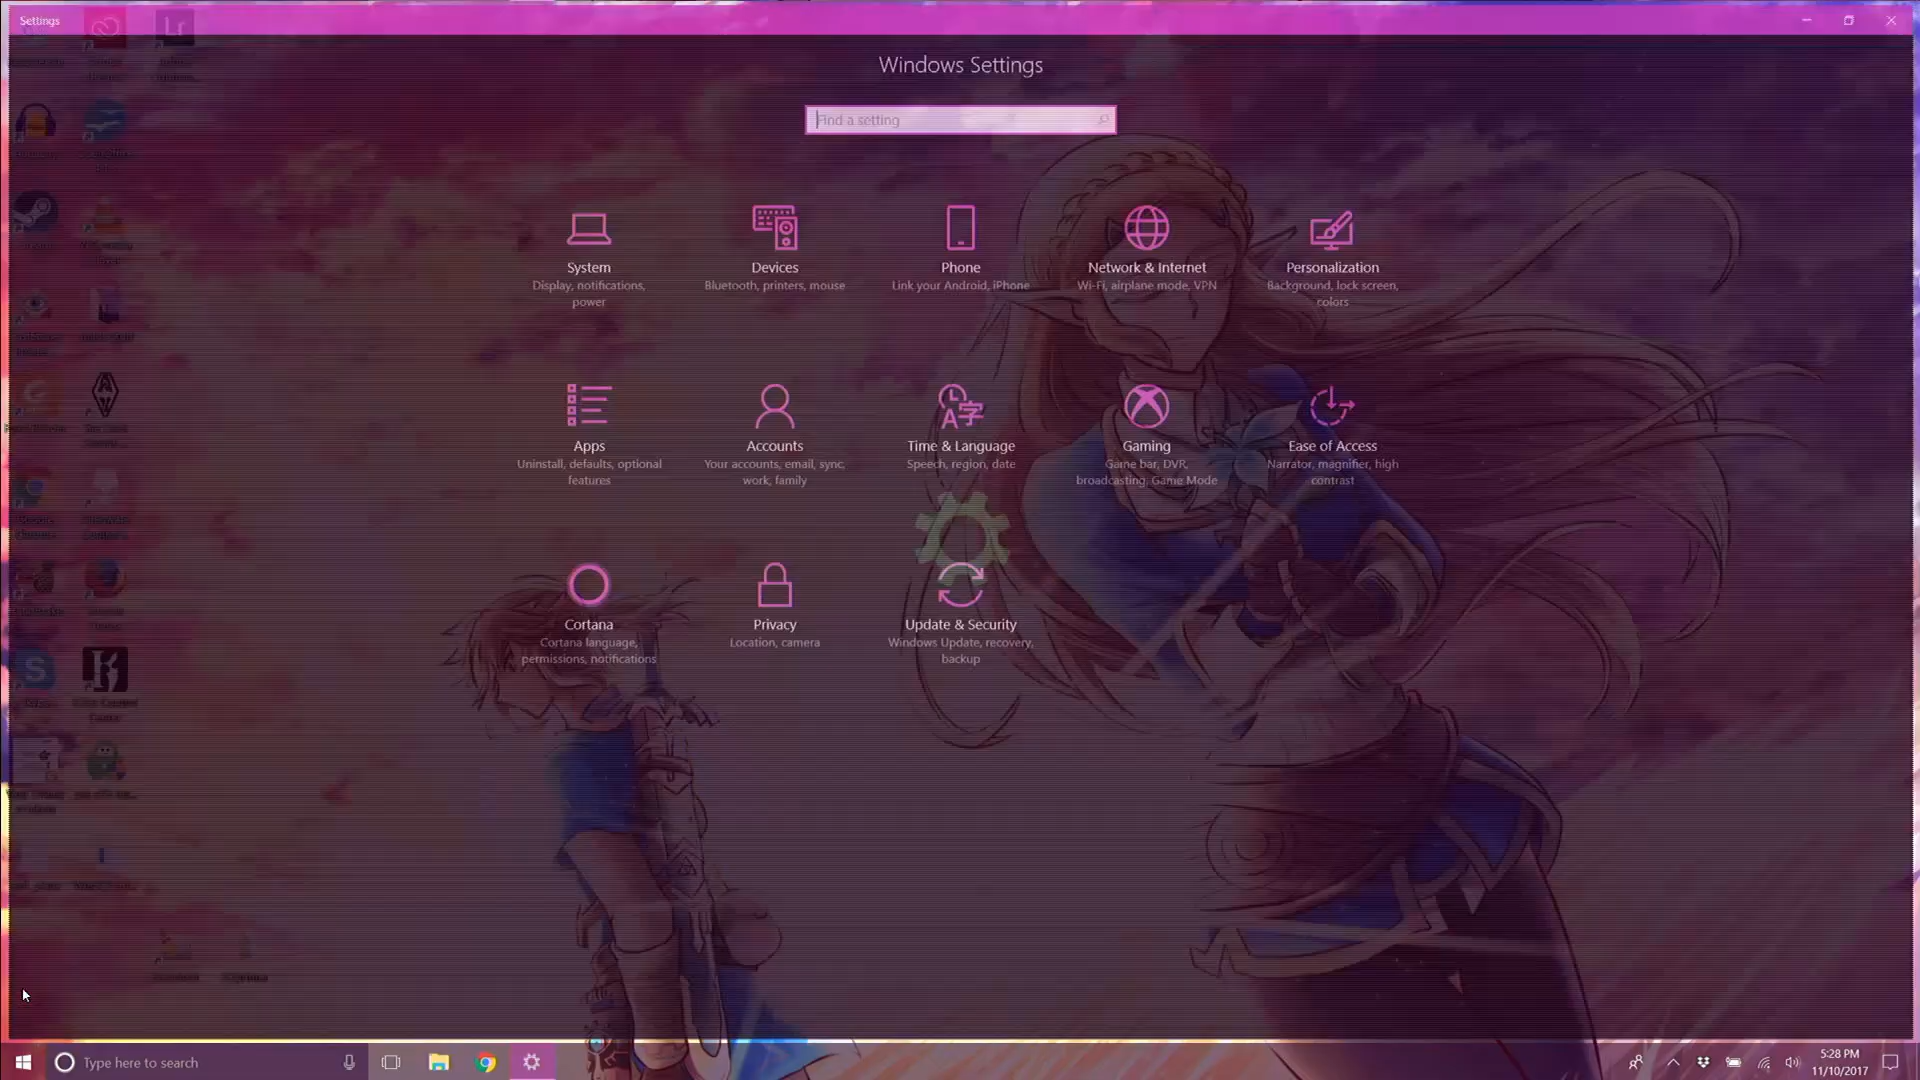 Settings
Lr
Windows Settings
Find a setting
System
Display, notifications,
power
Devices
Bluetooth, printers, mouse
Phone
Link your Android, iPhone
Network & Internet
Wi-Fi, airplane mode, VPN
Personalization
Background, lock screen,
colors
Apps
Uninstall, defaults, optional
features
Accounts
Your accounts, email, sync,
work, family
Time & Language
Speech, region, date
Gaming
Game bar, DVR,
broadcasting, Game Mode
Ease of Access
Narrator, magnifier, high
contrast
Cortana
Cortana language,
permissions, notifications
Privacy
Location, camera
Update & Security
Windows Update, recovery,
backup
Type here to search
5:28 PM
11/10/2017